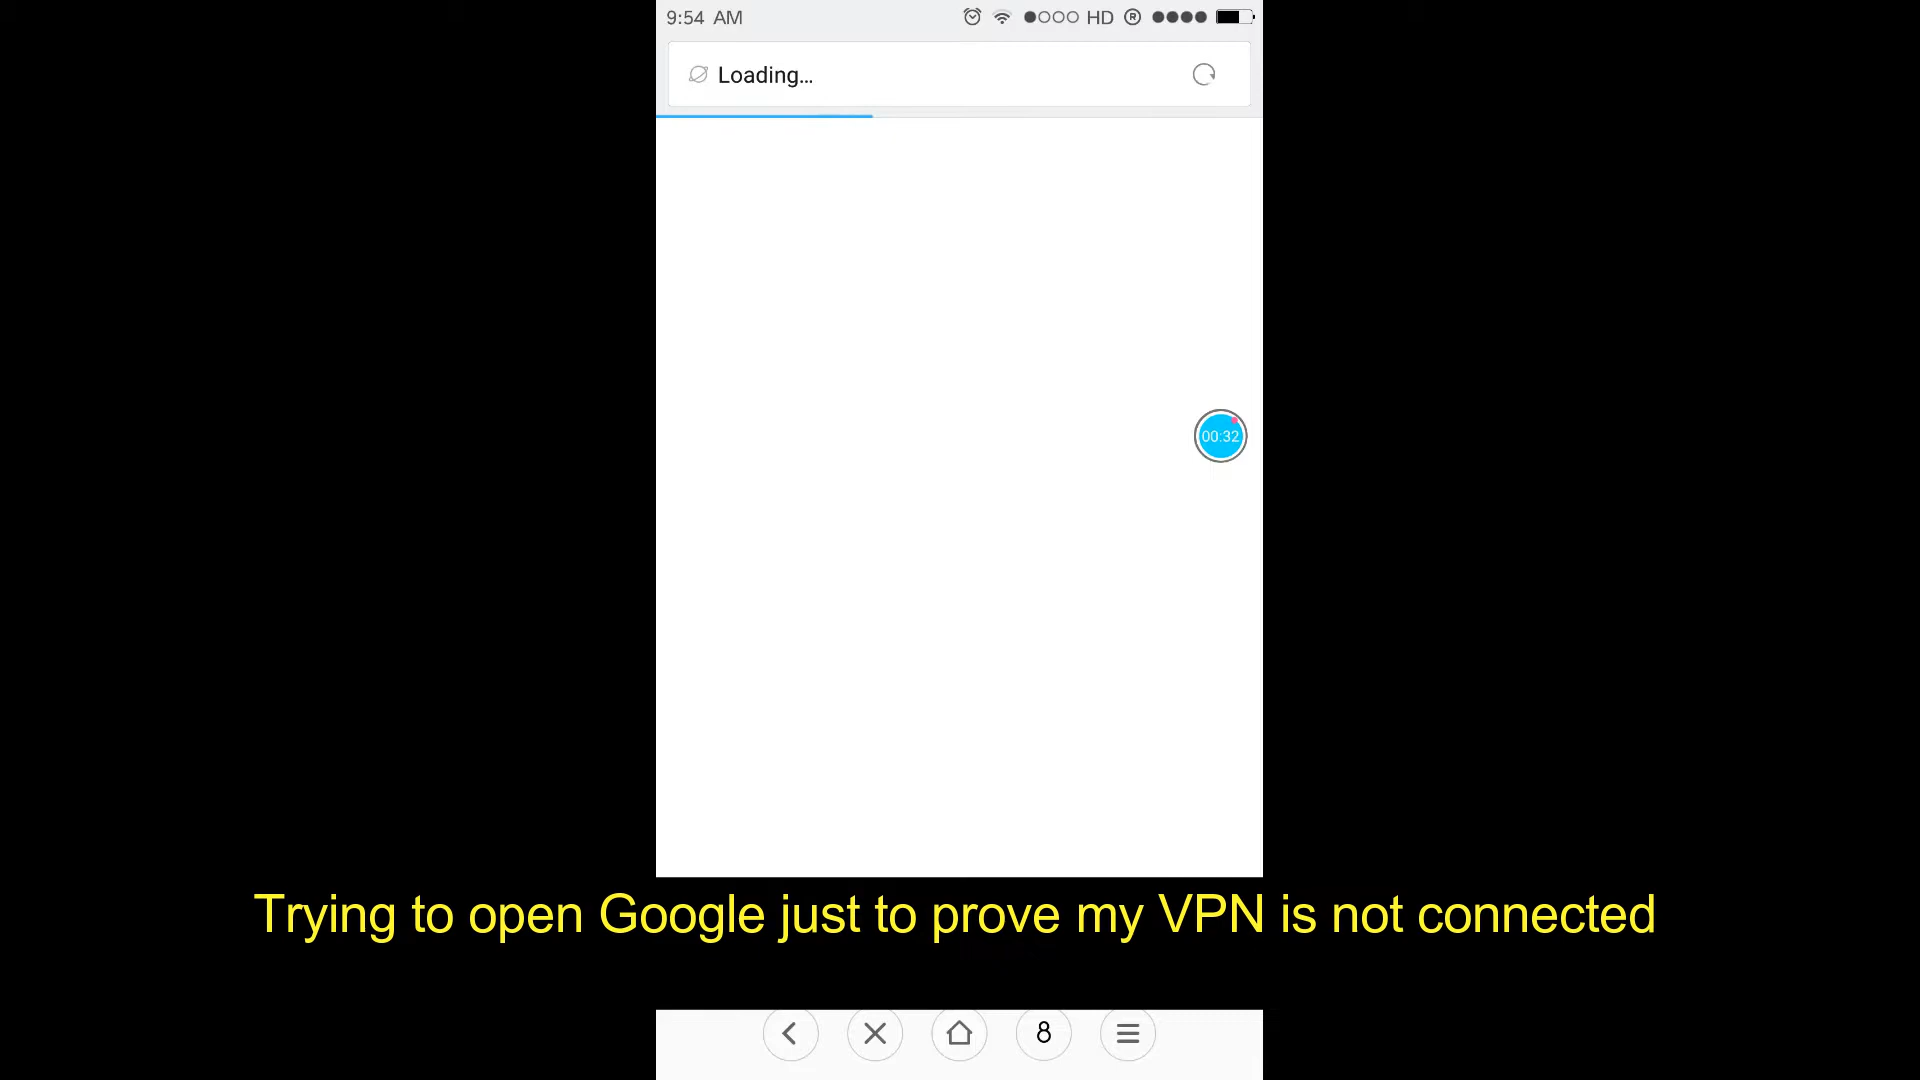 9:54 AM
HD ®
Loading...
00:32
Trying to open Google just to prove my VPN is not connected
8